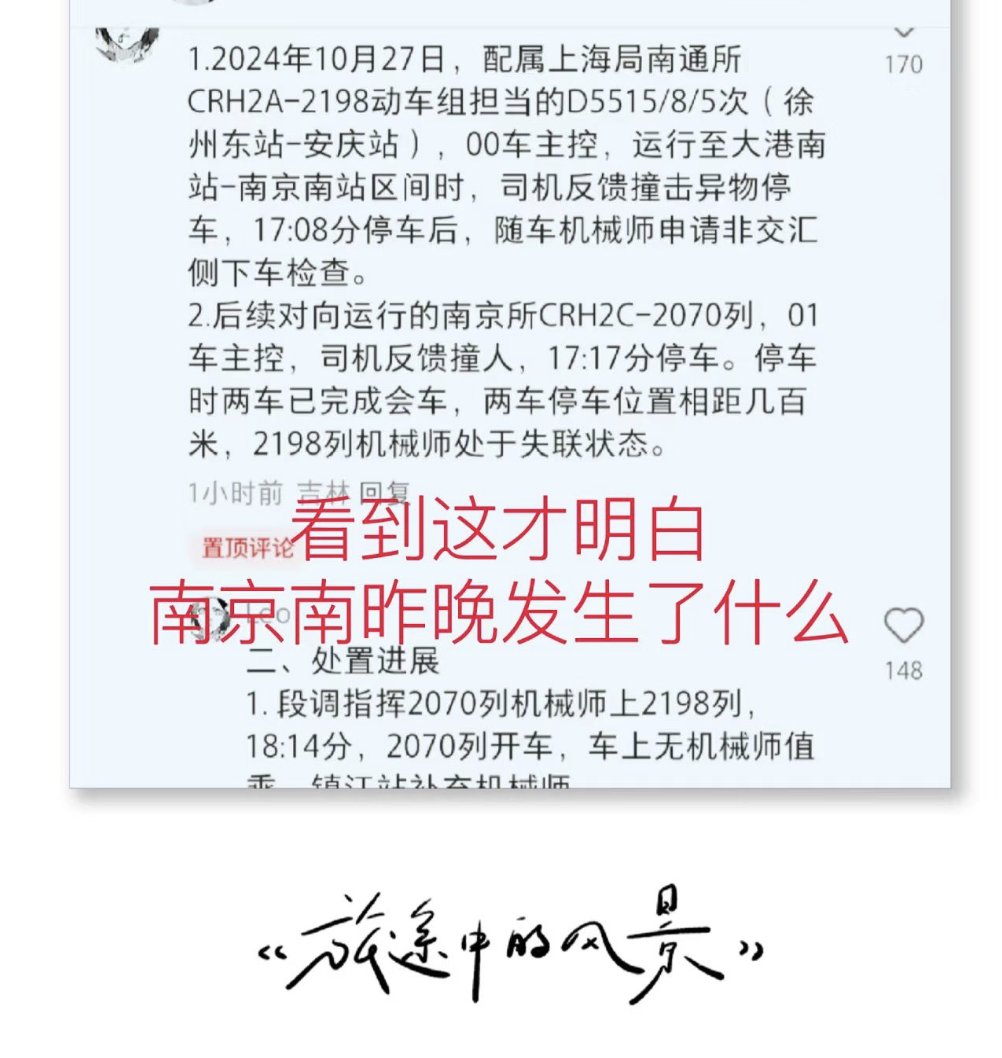 170
1.2024年10月27日，配属上海局南通所
CRH2A-2198动车组担当的D5515/8/5次（徐
州东站-安庆站），00车主控，运行至大港南
站-南京南站区间时，司机反馈撞击异物停
车，17:08分停车后，随车机械师申请非交汇
侧下车检查。
2.后续对向运行的南京所CRH2C-2070列，01
车主控，司机反馈撞人，17:17分停车。停车
时两车已完成会车，两车停车位置相距几百
米，2198列机械师处于失联状态。
1小时前 吉林 回复
置顶评论
看到这才明白
南京南昨晚发生了什么
Leo
148
二、处置进展
1. 段调指挥2070列机械师上2198列，
18:14分，2070列开车，车上无机械师值
乘，镇江站补充机械师
《旅途中的风景》